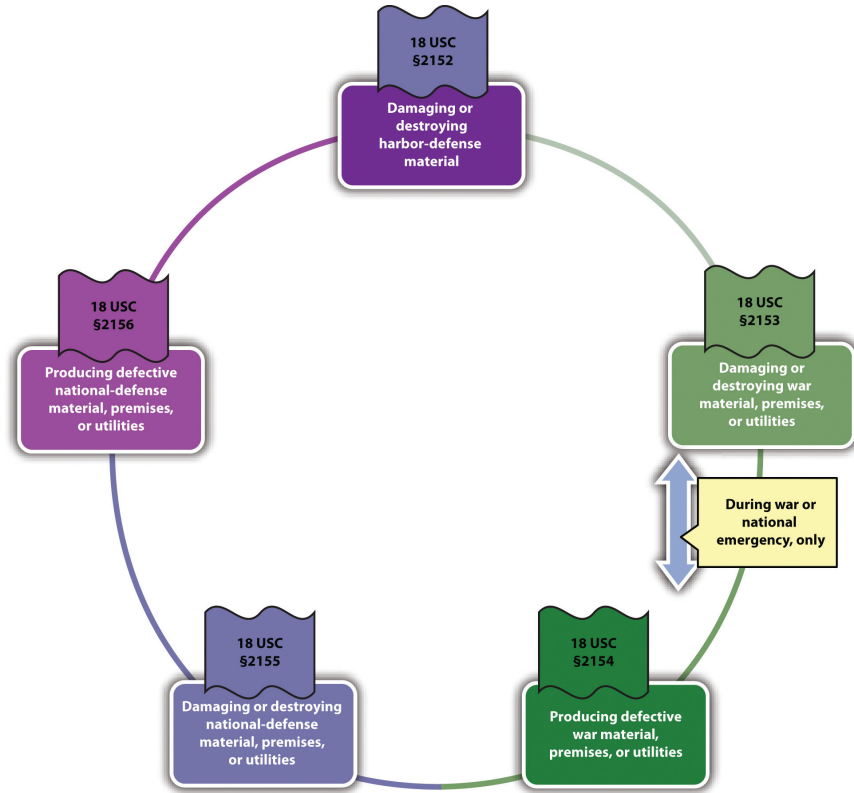 18 USC
§2152
Damaging or
destroying
harbor-defense
material
18 USC
§2153
Damaging or
destroying war
material, premises,
or utilities
During war or
national
emergency, only
18 USC
§2154
Producing defective
war material,
premises, or utilities
18 USC
§2155
Damaging or destroying
national-defense
material, premises,
or utilities
18 USC
§2156
Producing defective
national-defense
material, premises,
or utilities